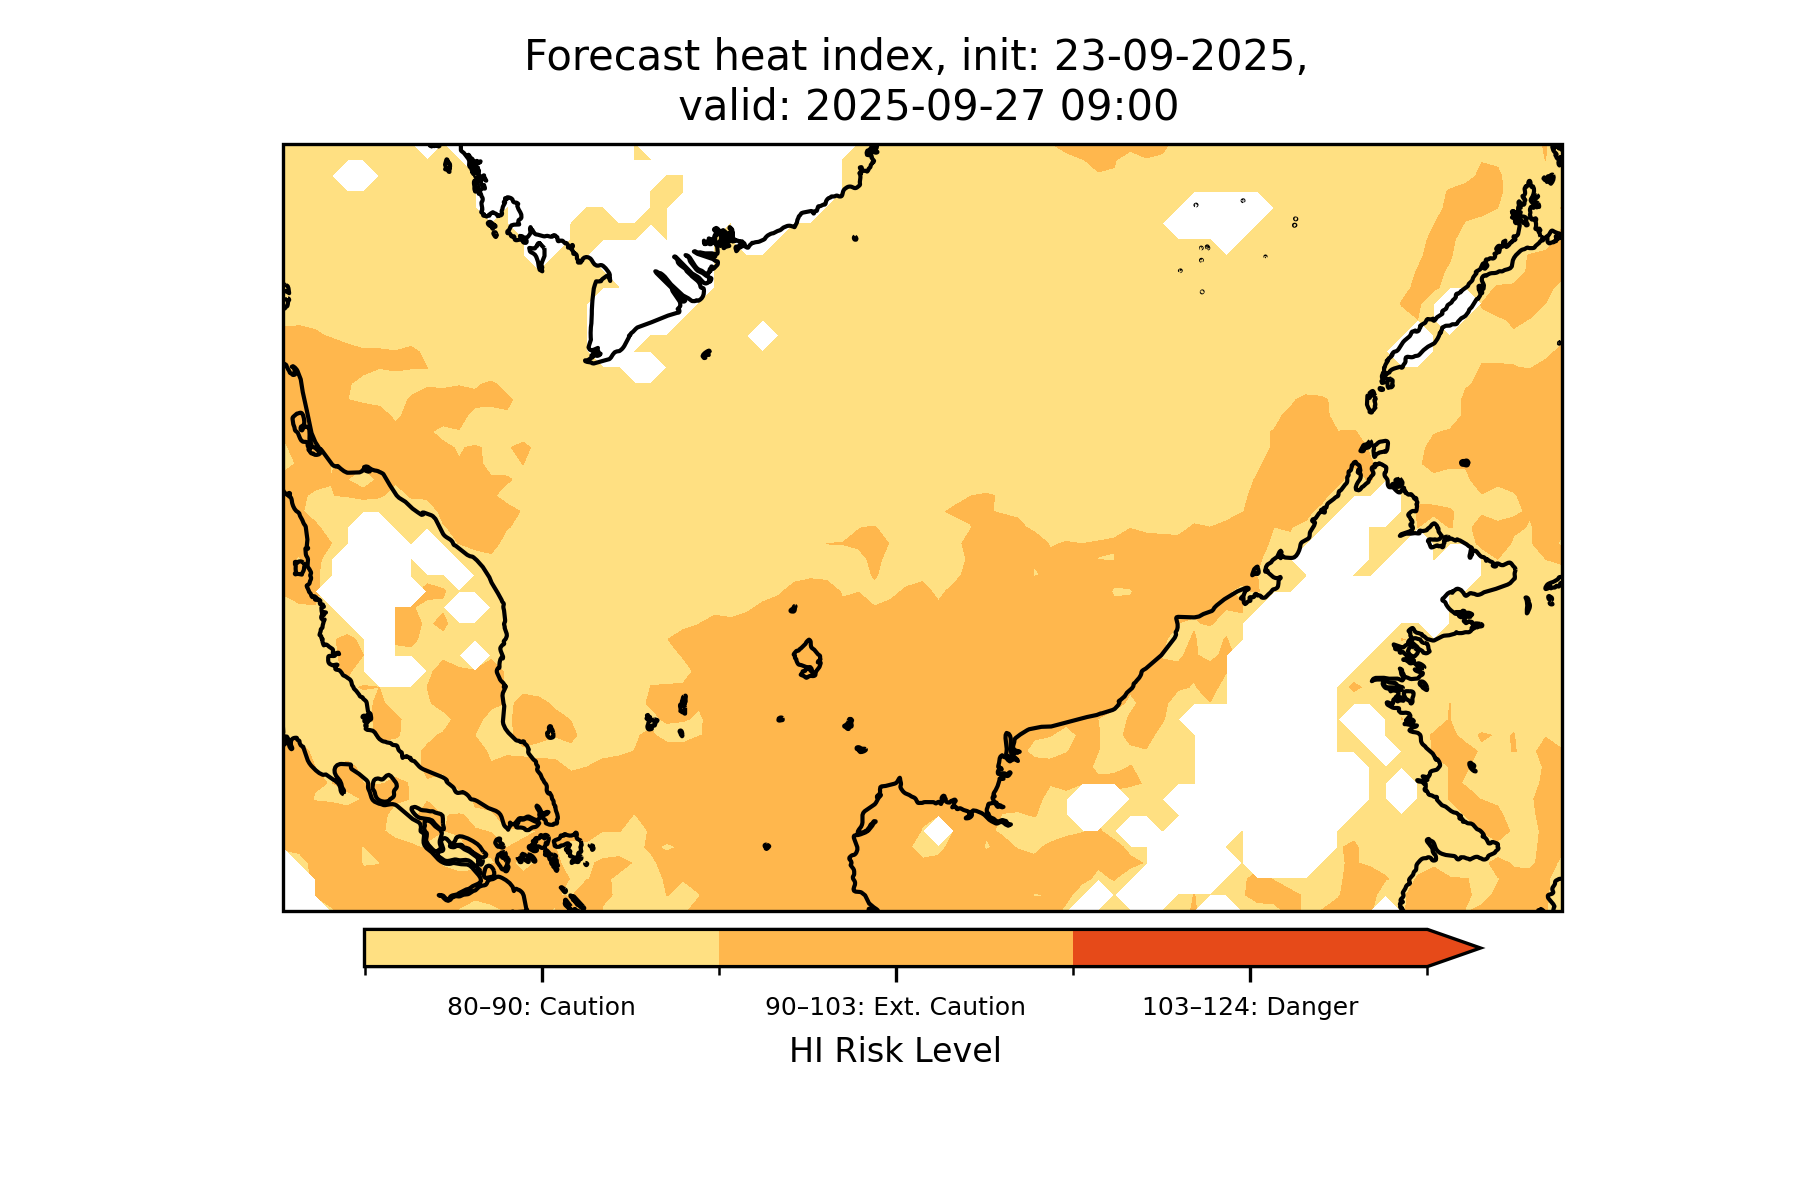 Forecast heat index, init: 23-09-2025,
valid: 2025-09-27 09:00
80–90: Caution
90–103: Ext. Caution
103–124: Danger
HI Risk Level